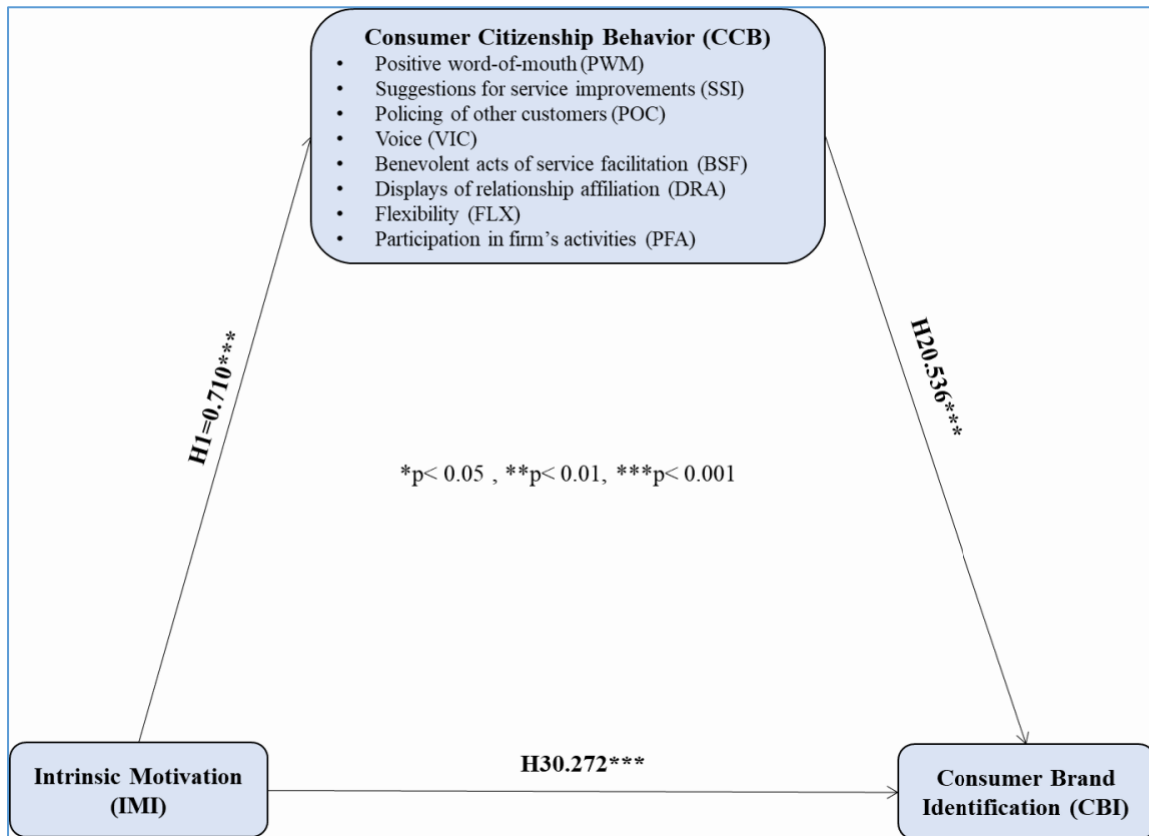 Consumer Citizenship Behavior (CCB)
• Positive word-of-mouth (PWM)
• Suggestions for service improvements (SSI)
• Policing of other customers (POC)
• Voice (VIC)
• Benevolent acts of service facilitation (BSF)
• Displays of relationship affiliation (DRA)
• Flexibility (FLX)
• Participation in firm’s activities (PFA)
H1=0.710***
H20.536***
*p< 0.05 , **p< 0.01, ***p< 0.001
H30.272***
Intrinsic Motivation
(IMI)
Consumer Brand
Identification (CBI)